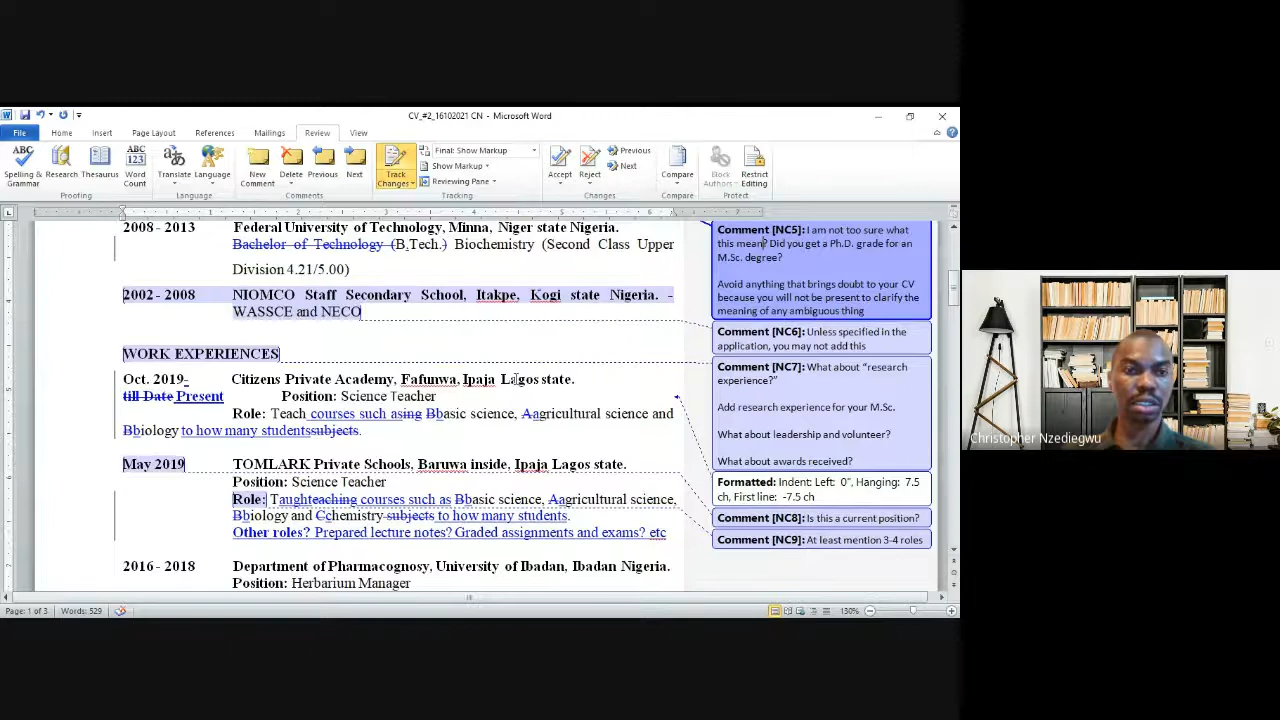 CV_#2_16102021 CN - Microsoft Word
File Home Insert Page Layout References Mailings Review View
Spelling & Grammar
Research
Thesaurus
Word Count
Translate
Language
New Comment
Delete
Previous
Next
Track Changes
Final: Show Markup
Show Markup
Reviewing Pane
Accept
Reject
Previous
Next
Compare
Block Authors
Restrict Editing
Proofing Language Comments Tracking Changes Compare Protect
1 2 3 4 5 6 7
2008 - 2013 Federal University of Technology, Minna, Niger state Nigeria.
Bachelor of Technology (B.Tech.) Biochemistry (Second Class Upper
Division 4.21/5.00)
2002 - 2008 NIOMCO Staff Secondary School, Itakpe, Kogi state Nigeria. -
WASSCE and NECO
WORK EXPERIENCES
Oct. 2019- Citizens Private Academy, Fafunwa, Ipaja Lagos state.
till Date Present Position: Science Teacher
Role: Teach courses such asing Bbasic science, Aagricultural science and
Bbiology to how many studentssubjects.
May 2019 TOMLARK Private Schools, Baruwa inside, Ipaja Lagos state.
Position: Science Teacher
Role: Taughteaching courses such as Bbasic science, Aagricultural science,
Bbiology and Cchemistry subjects to how many students.
Other roles? Prepared lecture notes? Graded assignments and exams? etc
2016 - 2018 Department of Pharmacognosy, University of Ibadan, Ibadan Nigeria.
Position: Herbarium Manager
Comment [NC5]: I am not too sure what
this mean? Did you get a Ph.D. grade for an
M.Sc. degree?
Avoid anything that brings doubt to your CV
because you will not be present to clarify the
meaning of any ambiguous thing
Comment [NC6]: Unless specified in the
application, you may not add this
Comment [NC7]: What about “research
experience?”
Add research experience for your M.Sc.
What about leadership and volunteer?
What about awards received?
Formatted: Indent: Left: 0", Hanging: 7.5
ch, First line: -7.5 ch
Comment [NC8]: Is this a current position?
Comment [NC9]: At least mention 3-4 roles
Page: 1 of 3 Words: 529 130%
Christopher Nzediegwu